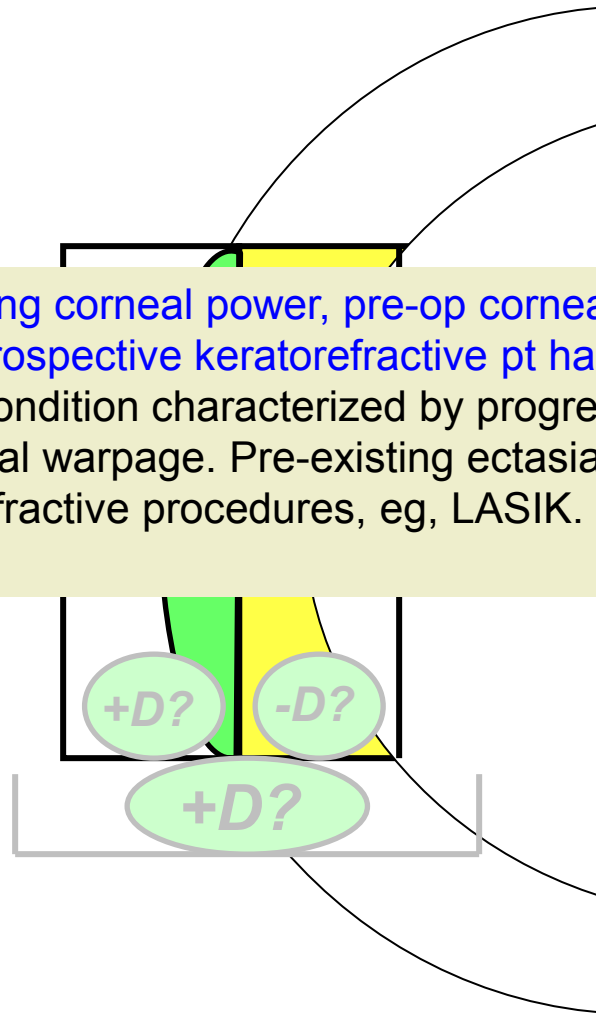 ng corneal power, pre-op cornea
rospective keratorefractive pt ha
ondition characterized by progre
al warpage. Pre-existing ectasia
fractive procedures, eg, LASIK.
+D? -D?
+D?